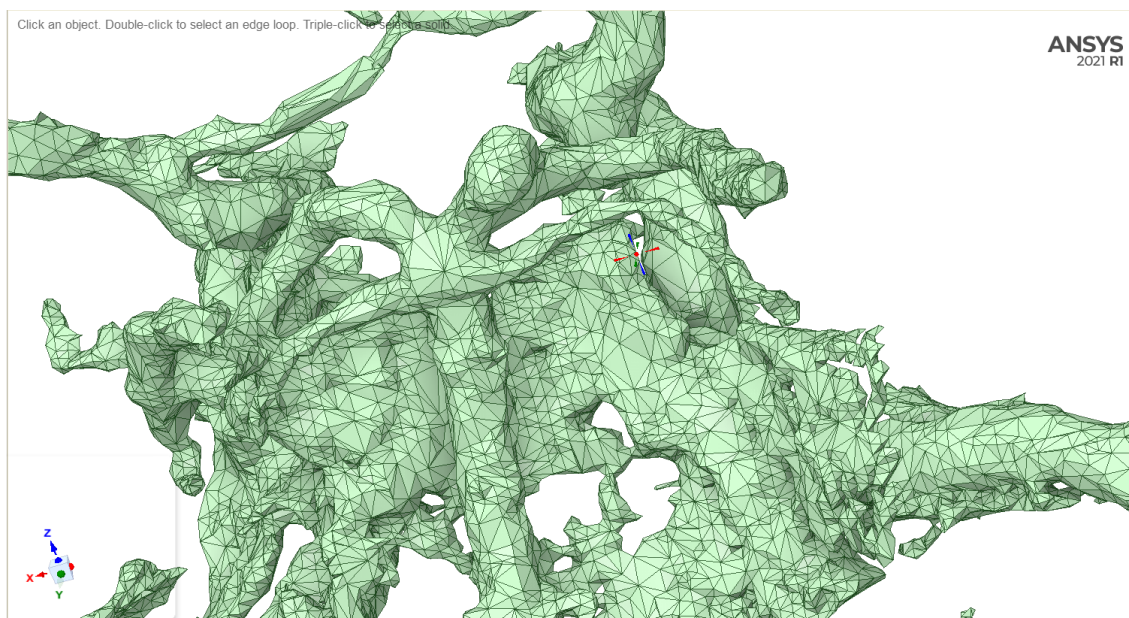 Click an object. Double-click to select an edge loop. Triple-click to select a solid.
ANSYS
2021 R1
Z
X
Y